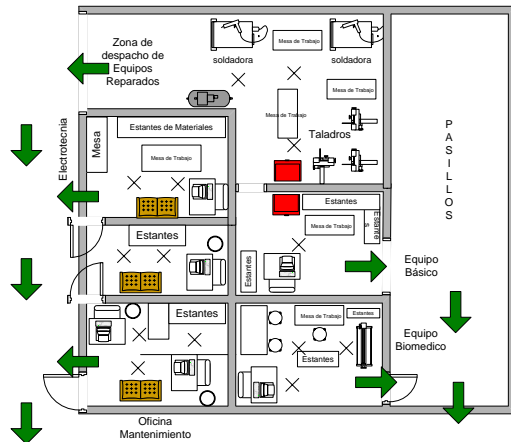 Zona de
despacho de
Equipos
Reparados
soldadora
Mesa de Trabajo
soldadora
Mesa de Trabajo
Mesa de Trabajo
Taladros
Electrotecnia
Mesa
Estantes de Materiales
Mesa de Trabajo
PASILLOS
Estantes
Mesa de Trabajo
Estante
s
Estantes
Estantes
Equipo
Básico
Estantes
Mesa de Trabajo
Estantes
Estantes
Equipo
Biomedico
Oficina
Mantenimiento